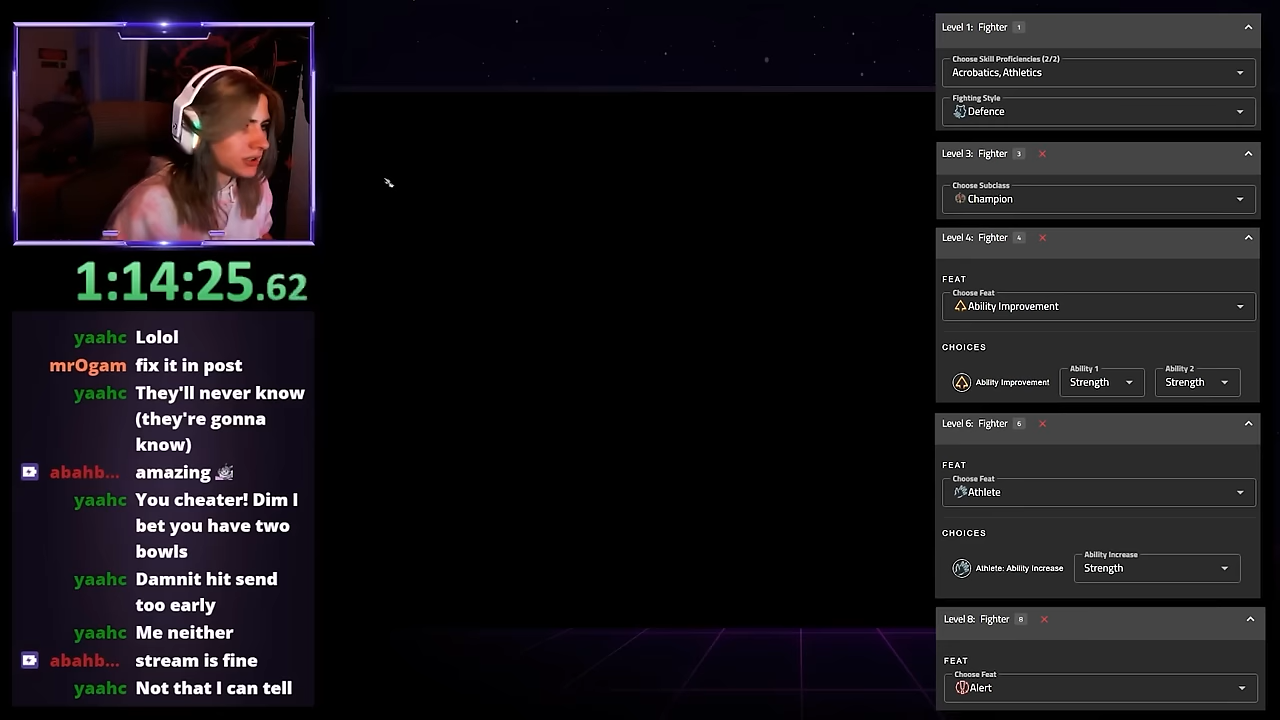 1:14:25.62
yaahc Lolol
mrOgam fix it in post
yaahc They'll never know
(they're gonna
know)
abahb... amazing
yaahc You cheater! Dim I
bet you have two
bowls
yaahc Damnit hit send
too early
yaahc Me neither
abahb... stream is fine
yaahc Not that I can tell
Level 1: Fighter 1
Choose Skill Proficiencies (2/2)
Acrobatics, Athletics
Fighting Style
Defence
Level 3: Fighter 3
Choose Subclass
Champion
Level 4: Fighter 4
FEAT
Choose Feat
Ability Improvement
CHOICES
Ability Improvement
Ability 1
Strength
Ability 2
Strength
Level 6: Fighter 6
FEAT
Choose Feat
Athlete
CHOICES
Athlete: Ability Increase
Ability Increase
Strength
Level 8: Fighter 8
FEAT
Choose Feat
Alert